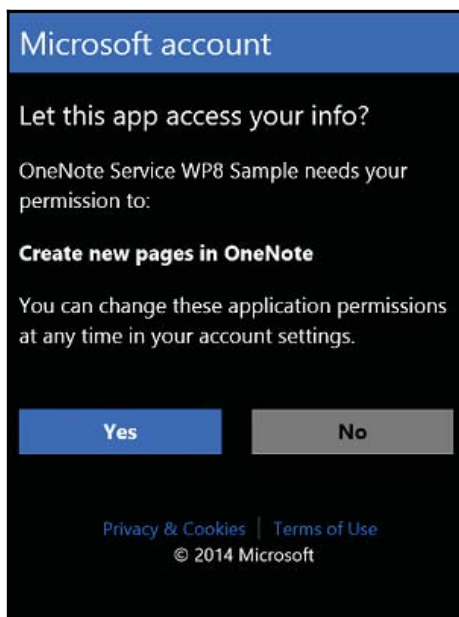 Microsoft account
Let this app access your info?
OneNote Service WP8 Sample needs your
permission to:
Create new pages in OneNote
You can change these application permissions
at any time in your account settings.
Yes No
Privacy & Cookies | Terms of Use
© 2014 Microsoft